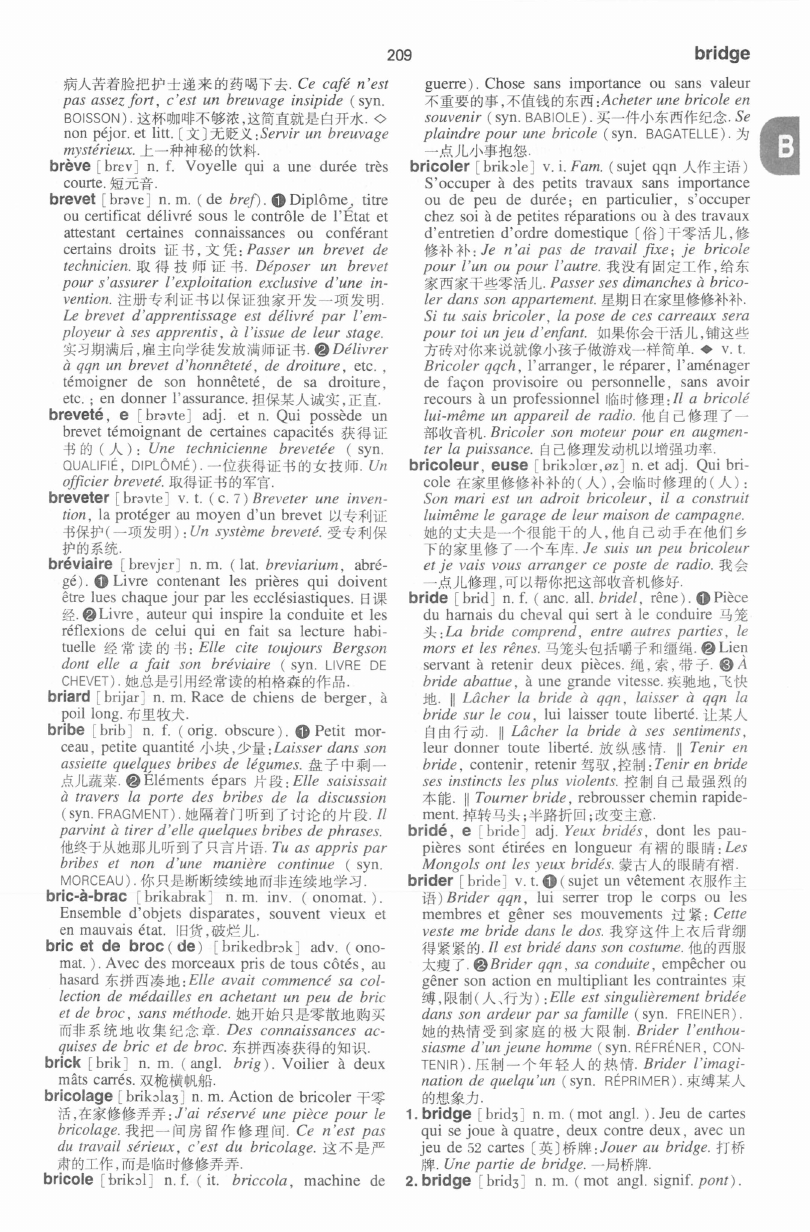 209
bridge
病人苦着脸把护士递来的药喝下去. Ce café n'est
pas assez fort, c'est un breuvage insipide ( syn.
BOISSON). 这杯咖啡不够浓,这简直就是白开水. ◇
non péjor. et litt. 〔文〕无贬义:Servir un breuvage
mystérieux. 上一种神秘的饮料.
brève [brɛv] n. f. Voyelle qui a une durée très
courte. 短元音.
brevet [brəvɛ] n. m. ( de bref). ❶ Diplôme, titre
ou certificat délivré sous le contrôle de l'État et
attestant certaines connaissances ou conférant
certains droits 证书,文凭: Passer un brevet de
technicien. 取得技师证书. Déposer un brevet
pour s'assurer l'exploitation exclusive d'une in-
vention. 注册专利证书以保证独家开发一项发明.
Le brevet d'apprentissage est délivré par l'em-
ployeur à ses apprentis, à l'issue de leur stage.
实习期满后,雇主向学徒发放满师证书. ❷ Délivrer
à qqn un brevet d'honnêteté, de droiture, etc. ,
témoigner de son honnêteté, de sa droiture,
etc. ; en donner l'assurance. 担保某人诚实,正直.
breveté, e [brəvte] adj. et n. Qui possède un
brevet témoignant de certaines capacités 获得证
书的(人): Une technicienne brevetée ( syn.
QUALIFIÉ, DIPLÔMÉ). 一位获得证书的女技师. Un
officier breveté. 取得证书的军官.
breveter [brəvte] v. t. ( c. 7) Breveter une inven-
tion, la protéger au moyen d'un brevet 以专利证
书保护(一项发明): Un système breveté. 受专利保
护的系统.
bréviaire [brevjɛr] n. m. ( lat. breviarium, abré-
gé). ❶ Livre contenant les prières qui doivent
être lues chaque jour par les ecclésiastiques. 日课
经. ❷ Livre, auteur qui inspire la conduite et les
réflexions de celui qui en fait sa lecture habi-
tuelle 经常读的书: Elle cite toujours Bergson
dont elle a fait son bréviaire ( syn. LIVRE DE
CHEVET). 她总是引用经常读的柏格森的作品.
briard [brijar] n. m. Race de chiens de berger, à
poil long. 布里牧犬.
bribe [brib] n. f. ( orig. obscure). ❶ Petit mor-
ceau, petite quantité 小块,少量: Laisser dans son
assiette quelques bribes de légumes. 盘子中剩一
点儿蔬菜. ❷ Éléments épars 片段: Elle saisissait
à travers la porte des bribes de la discussion
(syn. FRAGMENT). 她隔着门听到了讨论的片段. Il
parvint à tirer d'elle quelques bribes de phrases.
他终于从她那儿听到了只言片语. Tu as appris par
bribes et non d'une manière continue ( syn.
MORCEAU). 你只是断断续续地而非连续地学习.
bric-à-brac [brikabrak] n. m. inv. ( onomat. ).
Ensemble d'objets disparates, souvent vieux et
en mauvais état. 旧货,破烂儿.
bric et de broc ( de) [brikedbrɔk] adv. ( ono-
mat. ). Avec des morceaux pris de tous côtés, au
hasard 东拼西凑地: Elle avait commencé sa col-
lection de médailles en achetant un peu de bric
et de broc, sans méthode. 她开始只是零散地购买
而非系统地收集纪念章. Des connaissances ac-
quises de bric et de broc. 东拼西凑获得的知识.
brick [brik] n. m. ( angl. brig). Voilier à deux
mâts carrés. 双桅横帆船.
bricolage [brikɔlaʒ] n. m. Action de bricoler 干零
活,在家修修弄弄: J'ai réservé une pièce pour le
bricolage. 我把一间房留作修理间. Ce n'est pas
du travail sérieux, c'est du bricolage. 这不是严
肃的工作,而是临时修修弄弄.
bricole [brikɔl] n. f. ( it. briccola, machine de
guerre). Chose sans importance ou sans valeur
不重要的事,不值钱的东西: Acheter une bricole en
souvenir ( syn. BABIOLE). 买一件小东西作纪念. Se
plaindre pour une bricole ( syn. BAGATELLE). 为
一点儿小事抱怨.
B
bricoler [brikɔle] v. i. Fam. ( sujet qqn 人作主语)
S'occuper à des petits travaux sans importance
ou de peu de durée; en particulier, s'occuper
chez soi à de petites réparations ou à des travaux
d'entretien d'ordre domestique 〔俗〕干零活儿,修
修补补: Je n'ai pas de travail fixe; je bricole
pour l'un ou pour l'autre. 我没有固定工作,给东
家西家干些零活儿. Passer ses dimanches à brico-
ler dans son appartement. 星期日在家里修修补补.
Si tu sais bricoler, la pose de ces carreaux sera
pour toi un jeu d'enfant. 如果你会干活儿,铺这些
方砖对你来说就像小孩子做游戏一样简单. ◆ v. t.
Bricoler qqch, l'arranger, le réparer, l'aménager
de façon provisoire ou personnelle, sans avoir
recours à un professionnel 临时修理: Il a bricolé
lui-même un appareil de radio. 他自己修理了一
部收音机. Bricoler son moteur pour en augmen-
ter la puissance. 自己修理发动机以增强功率.
bricoleur, euse [brikɔlœr,øz] n. et adj. Qui bri-
cole 在家里修修补补的(人),会临时修理的(人):
Son mari est un adroit bricoleur, il a construit
luimême le garage de leur maison de campagne.
她的丈夫是一个很能干的人,他自己动手在他们乡
下的家里修了一个车库. Je suis un peu bricoleur
et je vais vous arranger ce poste de radio. 我会
一点儿修理,可以帮你把这部收音机修好.
bride [brid] n. f. ( anc. all. bridel, rêne). ❶ Pièce
du harnais du cheval qui sert à le conduire 马笼
头: La bride comprend, entre autres parties, le
mors et les rênes. 马笼头包括嚼子和缰绳. ❷ Lien
servant à retenir deux pièces. 绳,索,带子. ❸ À
bride abattue, à une grande vitesse. 疾驰地,飞快
地. ‖ Lâcher la bride à qqn, laisser à qqn la
bride sur le cou, lui laisser toute liberté. 让某人
自由行动. ‖ Lâcher la bride à ses sentiments,
leur donner toute liberté. 放纵感情. ‖ Tenir en
bride, contenir, retenir 驾驭,控制: Tenir en bride
ses instincts les plus violents. 控制自己最强烈的
本能. ‖ Tourner bride, rebrousser chemin rapide-
ment. 掉转马头;半路折回;改变主意.
bridé, e [bride] adj. Yeux bridés, dont les pau-
pières sont étirées en longueur 有褶的眼睛: Les
Mongols ont les yeux bridés. 蒙古人的眼睛有褶.
brider [bride] v. t. ❶ ( sujet un vêtement 衣服作主
语) Brider qqn, lui serrer trop le corps ou les
membres et gêner ses mouvements 过紧: Cette
veste me bride dans le dos. 我穿这件上衣后背绷
得紧紧的. Il est bridé dans son costume. 他的西服
太瘦了. ❷ Brider qqn, sa conduite, empêcher ou
gêner son action en multipliant les contraintes 束
缚,限制(人、行为): Elle est singulièrement bridée
dans son ardeur par sa famille ( syn. FREINER).
她的热情受到家庭的极大限制. Brider l'enthou-
siasme d'un jeune homme ( syn. RÉFRÉNER, CON-
TENIR). 压制一个年轻人的热情. Brider l'imagi-
nation de quelqu'un ( syn. RÉPRIMER). 束缚某人
的想象力.
1. bridge [bridʒ] n. m. ( mot angl. ). Jeu de cartes
qui se joue à quatre, deux contre deux, avec un
jeu de 52 cartes 〔英〕桥牌: Jouer au bridge. 打桥
牌. Une partie de bridge. 一局桥牌.
2. bridge [bridʒ] n. m. ( mot angl. signif. pont).